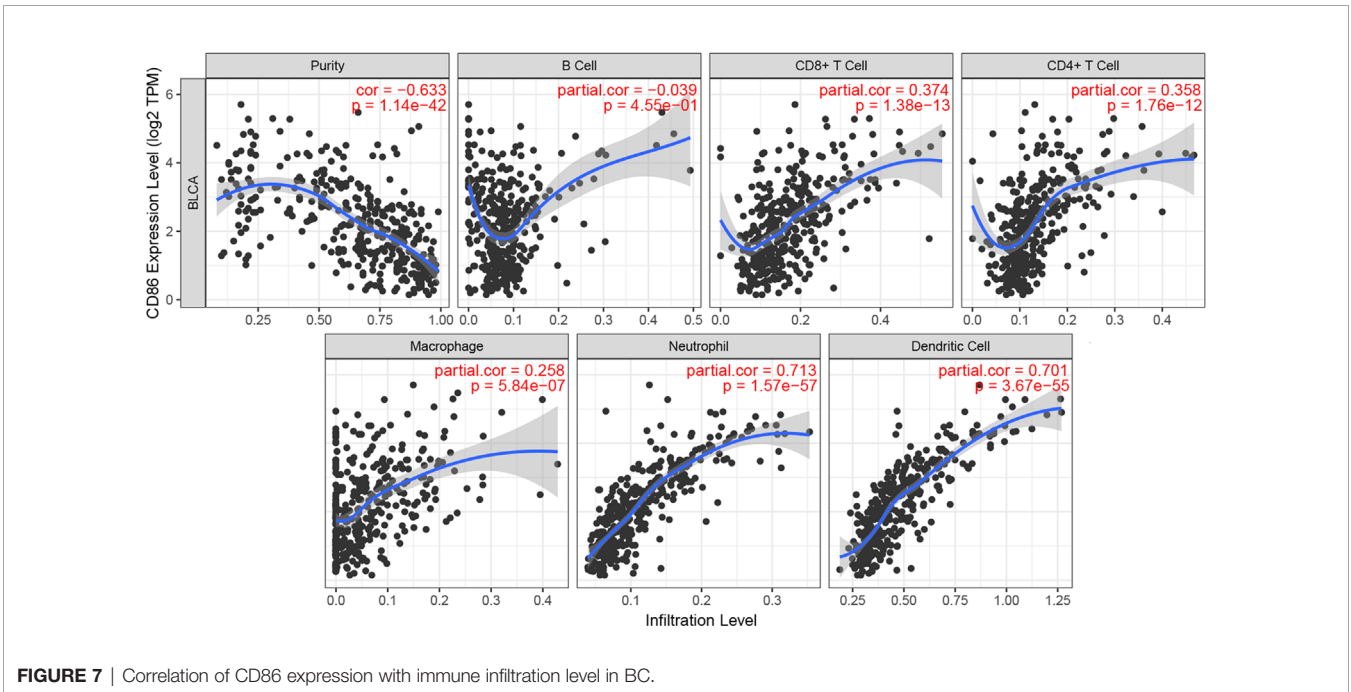 Purity
B Cell
CD8+ T Cell
CD4+ T Cell
cor = −0.633
p = 1.14e−42
partial.cor = −0.039
p = 4.55e−01
partial.cor = 0.374
p = 1.38e−13
partial.cor = 0.358
p = 1.76e−12
CD86 Expression Level (log2 TPM)
BLCA
6
4
2
0
0.25 0.50 0.75 1.00
0.0 0.1 0.2 0.3 0.4 0.5
0.0 0.2 0.4
0.0 0.1 0.2 0.4
Macrophage
Neutrophil
Dendritic Cell
partial.cor = 0.258
p = 5.84e−07
partial.cor = 0.713
p = 1.57e−57
partial.cor = 0.701
p = 3.67e−55
0.0 0.1 0.2 0.3 0.4
0.1 0.2 0.3
0.25 0.50 0.75 1.00 1.25
Infiltration Level
FIGURE 7 | Correlation of CD86 expression with immune infiltration level in BC.